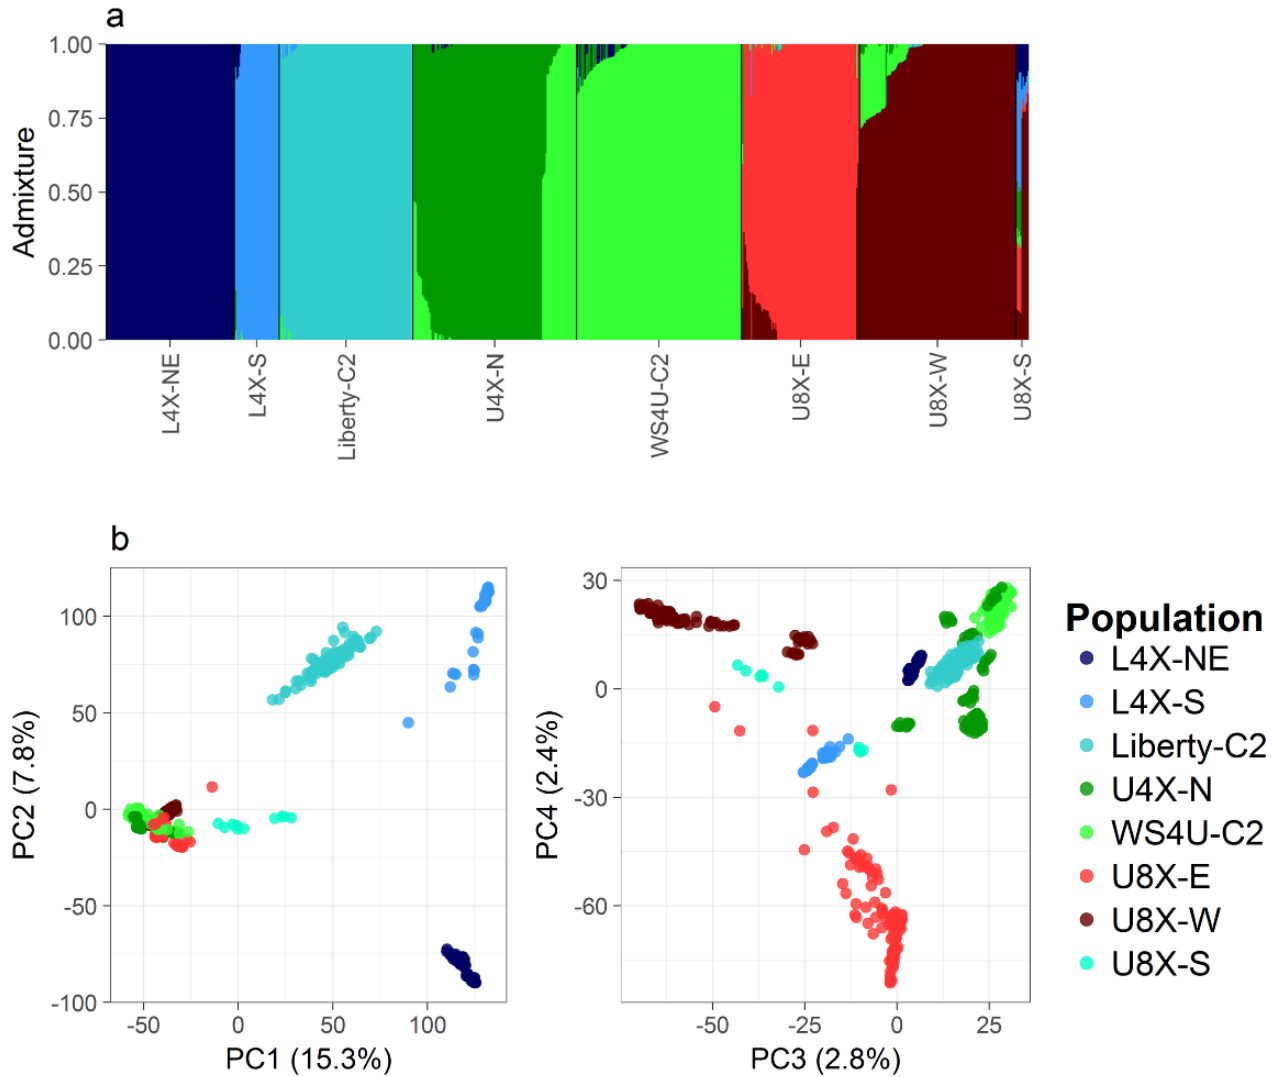 a
Admixture
1.00
0.75
0.50
0.25
0.00
L4X-NE
L4X-S
Liberty-C2
U4X-N
WS4U-C2
U8X-E
U8X-W
U8X-S
b
PC2 (7.8%)
100
50
0
-50
-100
-50
0
50
100
PC1 (15.3%)
PC4 (2.4%)
30
0
-30
-60
-50
-25
0
25
PC3 (2.8%)
Population
L4X-NE
L4X-S
Liberty-C2
U4X-N
WS4U-C2
U8X-E
U8X-W
U8X-S